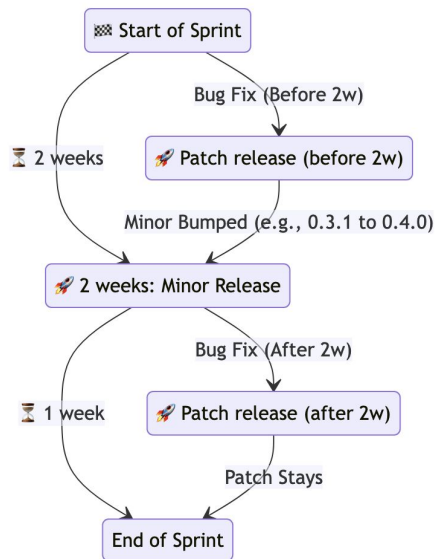 🏁 Start of Sprint
Bug Fix (Before 2w)
⏳ 2 weeks
🚀 Patch release (before 2w)
Minor Bumped (e.g., 0.3.1 to 0.4.0)
🚀 2 weeks: Minor Release
Bug Fix (After 2w)
⏳ 1 week
🚀 Patch release (after 2w)
Patch Stays
End of Sprint